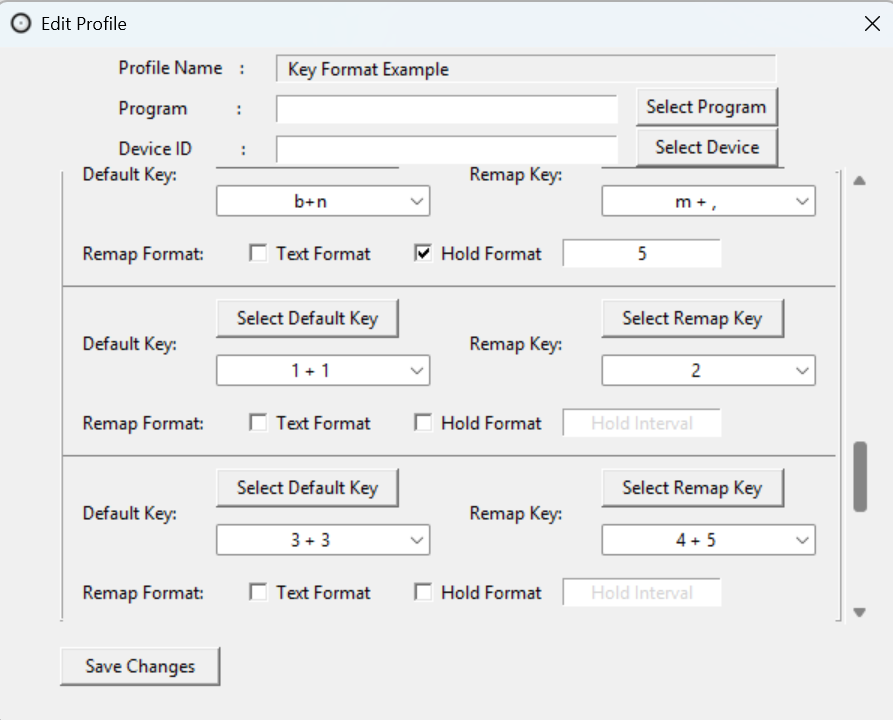 Edit Profile
Profile Name : Key Format Example
Program : Select Program
Device ID : Select Device
Default Key: Remap Key:
b+n m + ,
Remap Format: Text Format Hold Format 5
Select Default Key Select Remap Key
Default Key: Remap Key:
1 + 1 2
Remap Format: Text Format Hold Format Hold Interval
Select Default Key Select Remap Key
Default Key: Remap Key:
3 + 3 4 + 5
Remap Format: Text Format Hold Format Hold Interval
Save Changes